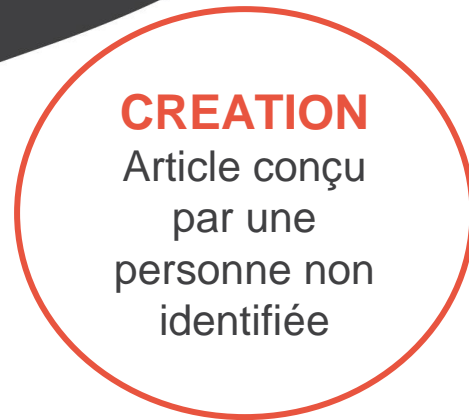 CREATION
Article conçu
par une
personne non
identifiée